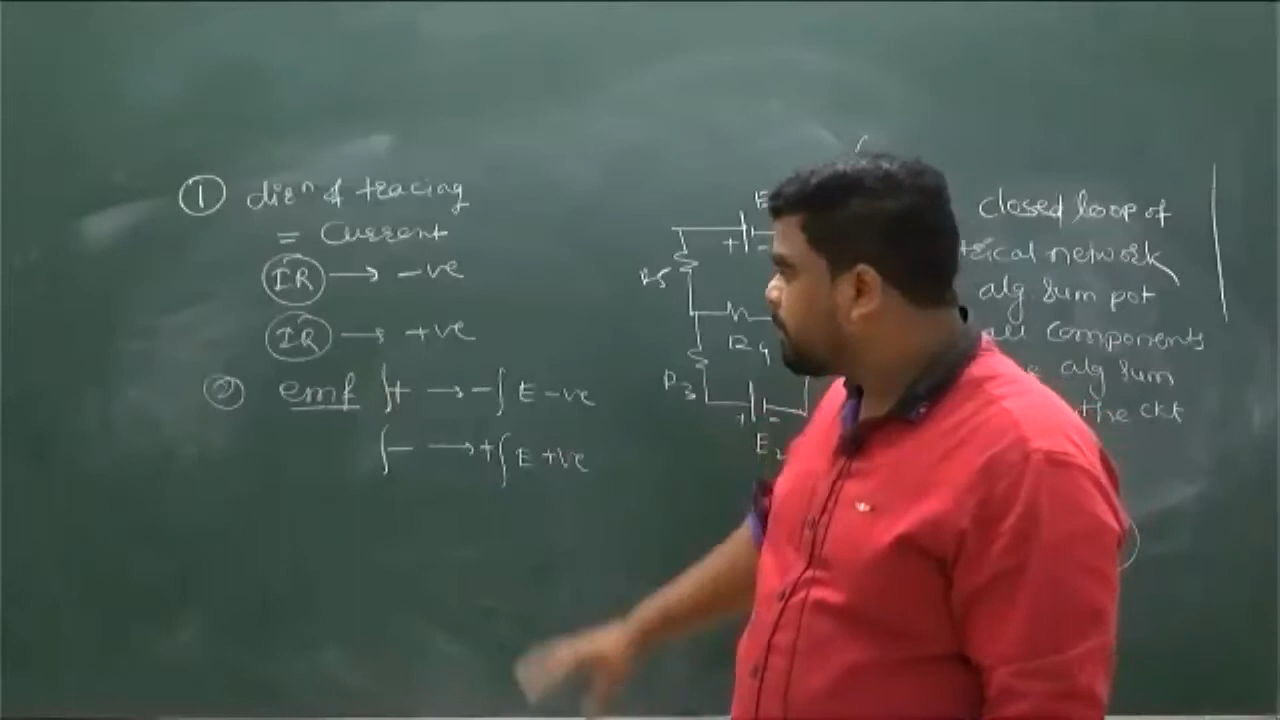 ① dirⁿ of tracing
= Current
IR → -ve
IR → +ve
② emf + → - E -ve
- → + E +ve
E
+ -
R5
R4
R3
+ -
E2
closed loop of
trical network
alg. sum pot
all components
alg sum
the ckt